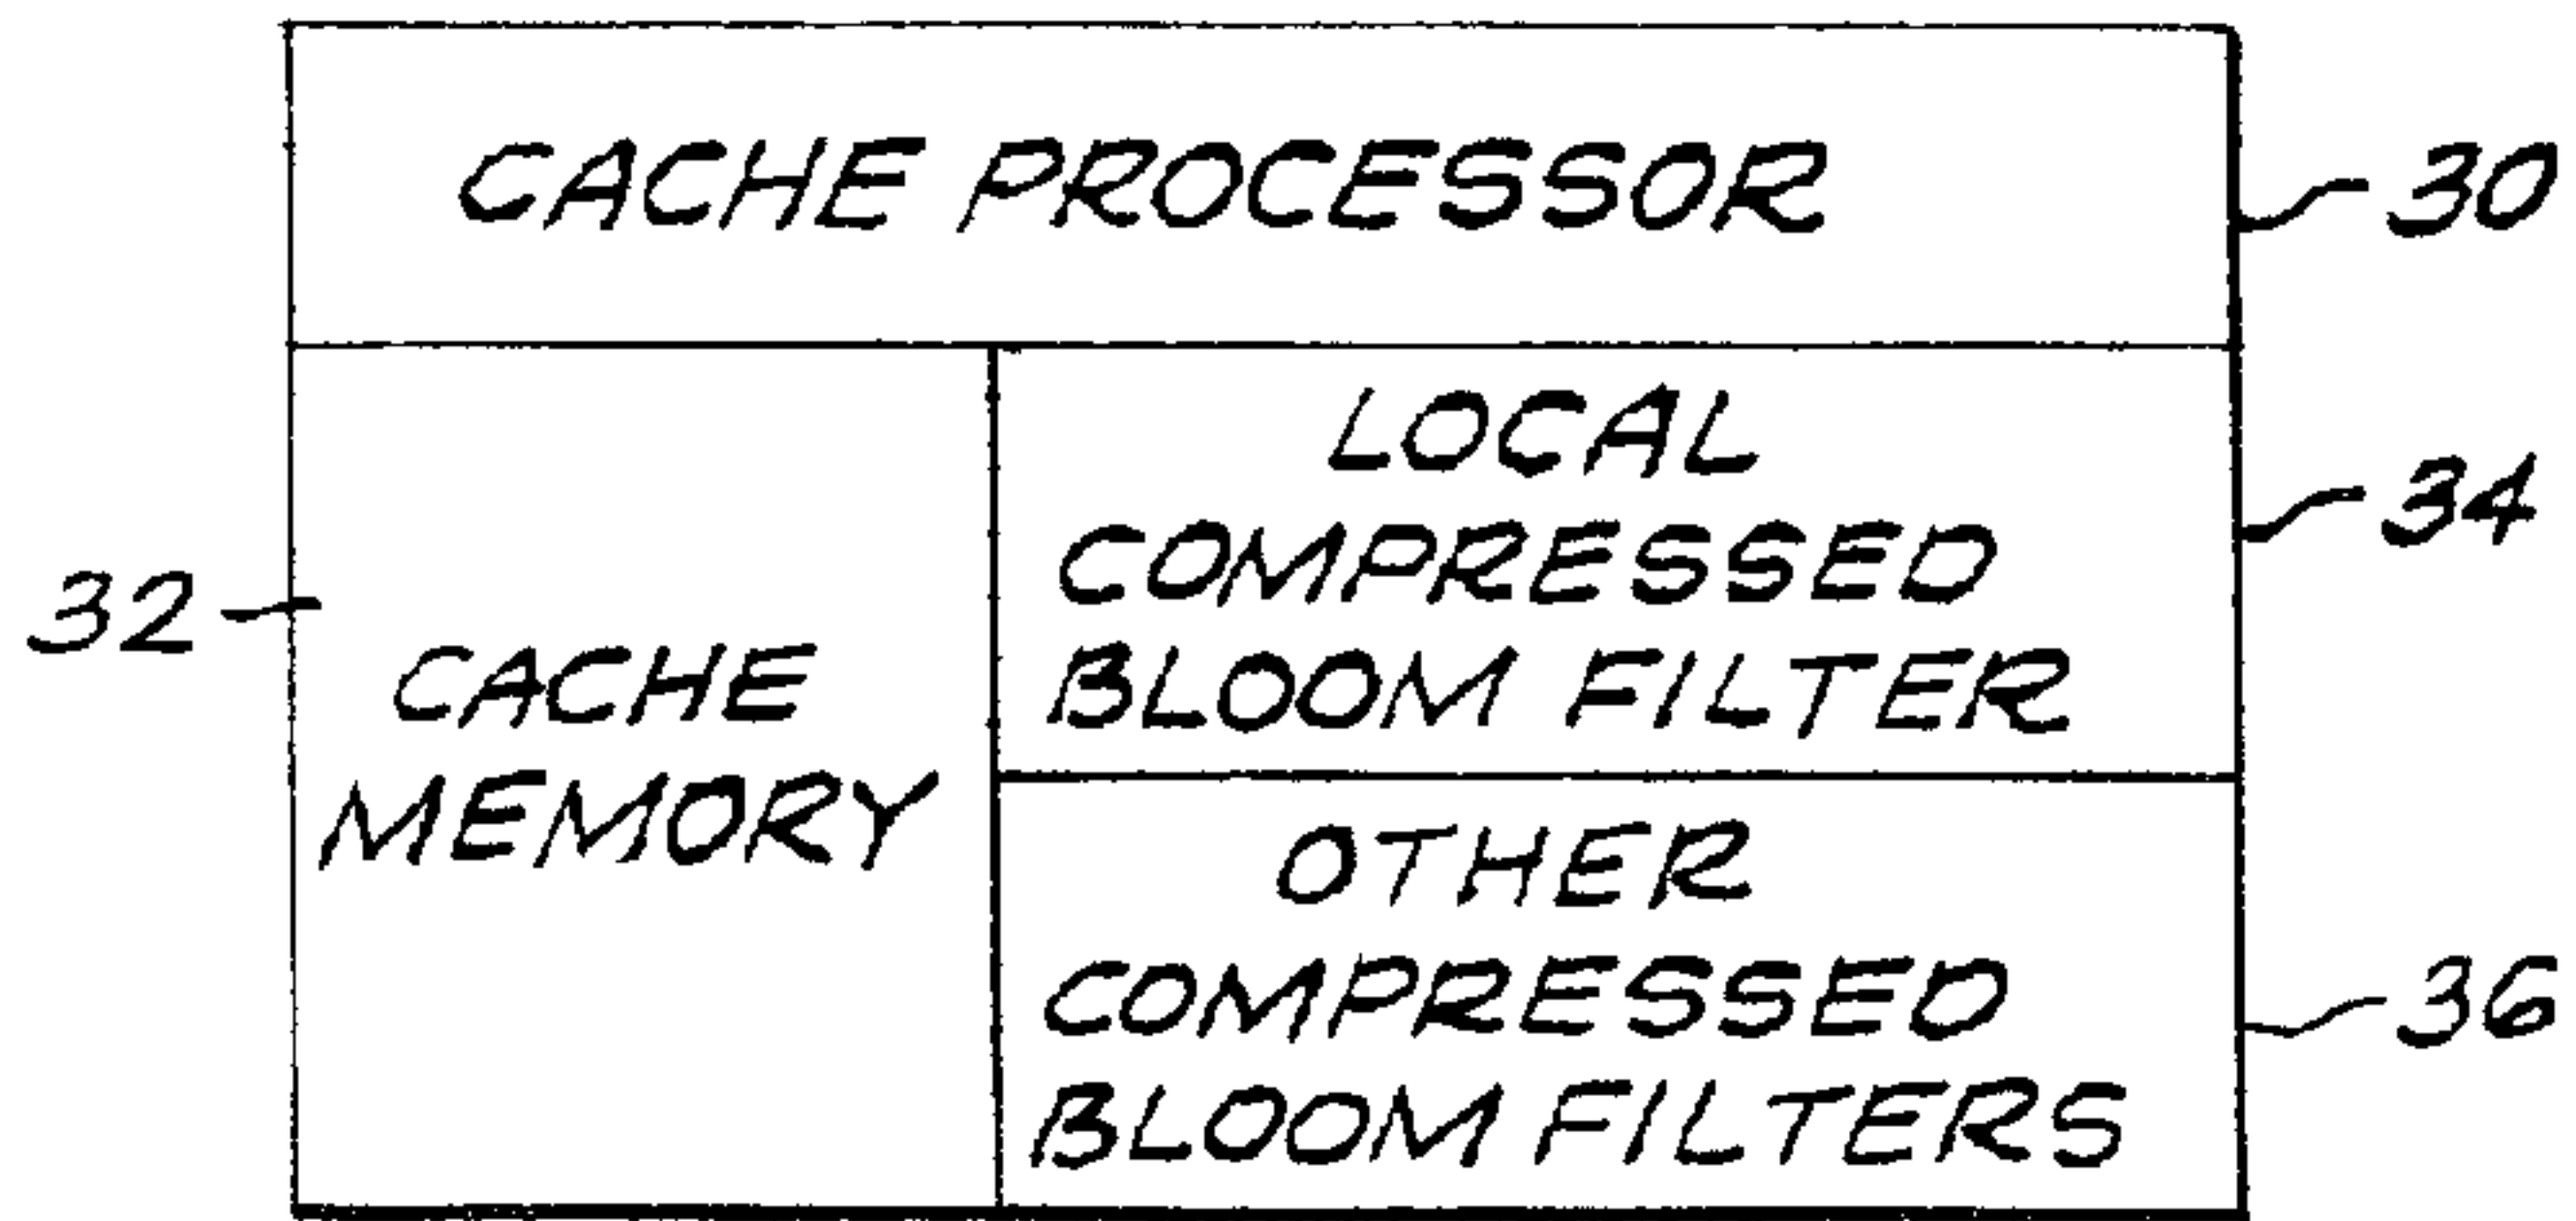 CACHE PROCESSOR
30
LOCAL
COMPRESSED
BLOOM FILTER
34
32
CACHE
MEMORY
OTHER
COMPRESSED
BLOOM FILTERS
36